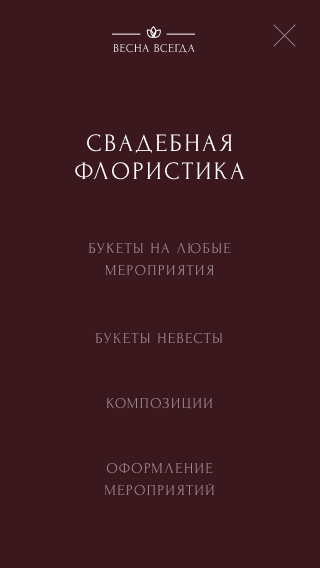 ВЕСНА ВСЕГДА
СВАДЕБНАЯ
ФЛОРИСТИКА
БУКЕТЫ НА ЛЮБЫЕ
МЕРОПРИЯТИЯ
БУКЕТЫ НЕВЕСТЫ
КОМПОЗИЦИИ
ОФОРМЛЕНИЕ
МЕРОПРИЯТИЙ